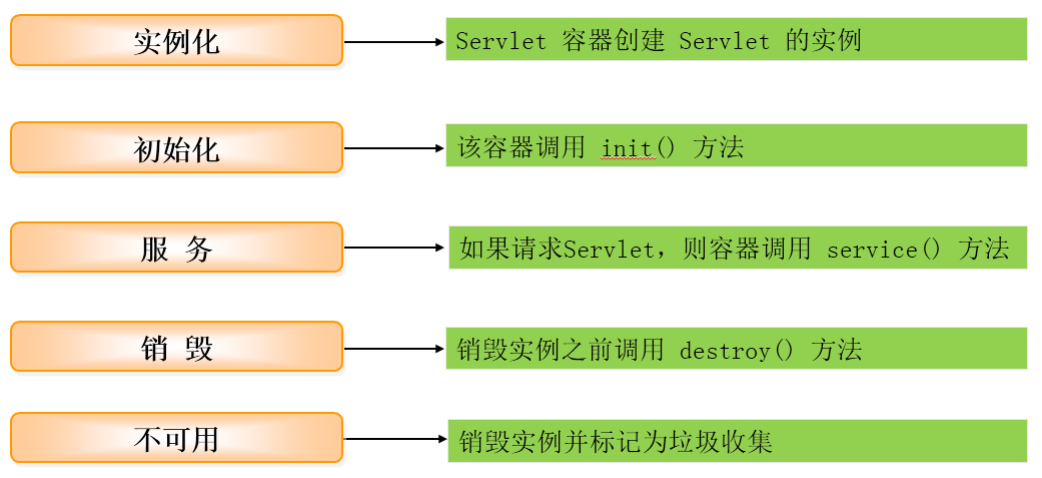 实例化
Servlet 容器创建 Servlet 的实例
初始化
该容器调用 init() 方法
服 务
如果请求Servlet，则容器调用 service() 方法
销 毁
销毁实例之前调用 destroy() 方法
不可用
销毁实例并标记为垃圾收集